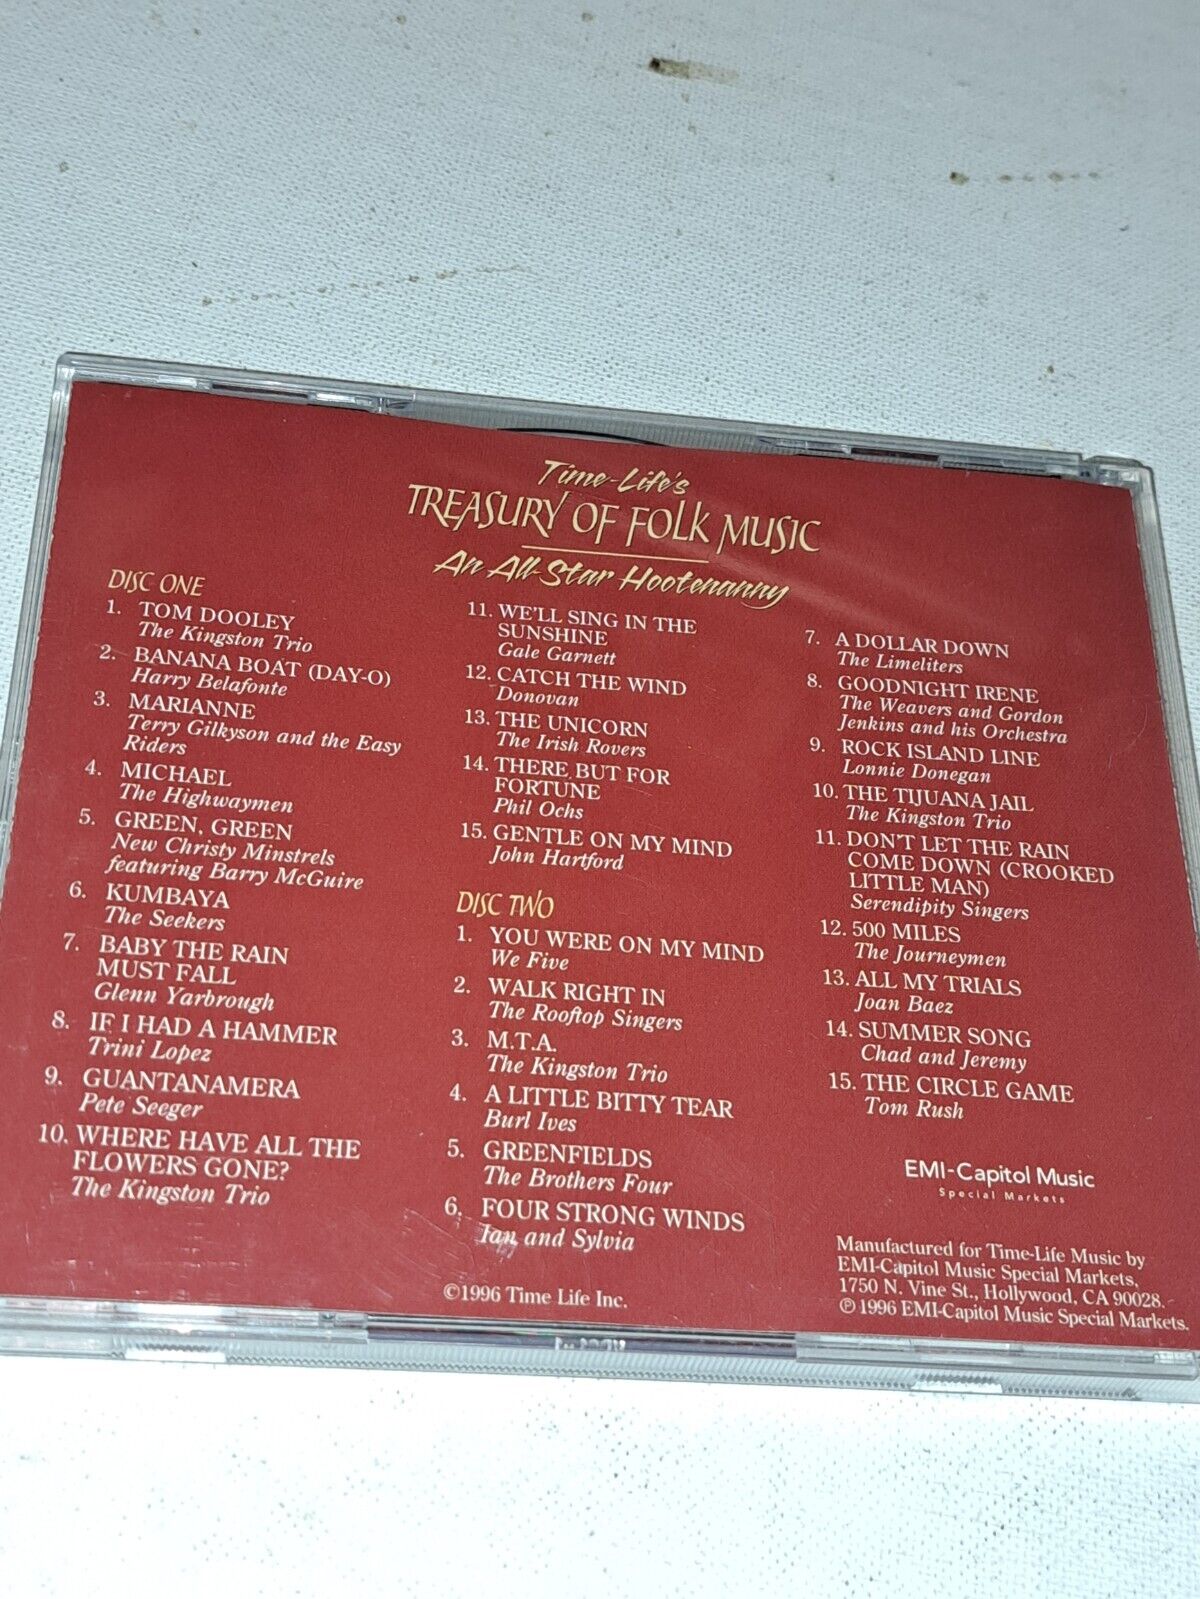 Time-Life's
TREASURY OF FOLK MUSIC
An All-Star Hootenanny
DISC ONE
1. TOM DOOLEY
The Kingston Trio
2. BANANA BOAT (DAY-O)
Harry Belafonte
3. MARIANNE
Terry Gilkyson and the Easy
Riders
4. MICHAEL
The Highwaymen
5. GREEN, GREEN
New Christy Minstrels
featuring Barry McGuire
6. KUMBAYA
The Seekers
7. BABY THE RAIN
MUST FALL
Glenn Yarbrough
8. IF I HAD A HAMMER
Trini Lopez
9. GUANTANAMERA
Pete Seeger
10. WHERE HAVE ALL THE
FLOWERS GONE?
The Kingston Trio
11. WE'LL SING IN THE
SUNSHINE
Gale Garnett
12. CATCH THE WIND
Donovan
13. THE UNICORN
The Irish Rovers
14. THERE BUT FOR
FORTUNE
Phil Ochs
15. GENTLE ON MY MIND
John Hartford
DISC TWO
1. YOU WERE ON MY MIND
We Five
2. WALK RIGHT IN
The Rooftop Singers
3. M.T.A.
The Kingston Trio
4. A LITTLE BITTY TEAR
Burl Ives
5. GREENFIELDS
The Brothers Four
6. FOUR STRONG WINDS
Ian and Sylvia
7. A DOLLAR DOWN
The Limeliters
8. GOODNIGHT IRENE
The Weavers and Gordon
Jenkins and his Orchestra
9. ROCK ISLAND LINE
Lonnie Donegan
10. THE TIJUANA JAIL
The Kingston Trio
11. DON'T LET THE RAIN
COME DOWN (CROOKED
LITTLE MAN)
Serendipity Singers
12. 500 MILES
The Journeymen
13. ALL MY TRIALS
Joan Baez
14. SUMMER SONG
Chad and Jeremy
15. THE CIRCLE GAME
Tom Rush
EMI-Capitol Music
Special Markets
©1996 Time Life Inc.
Manufactured for Time-Life Music by
EMI-Capitol Music Special Markets,
1750 N. Vine St., Hollywood, CA 90028.
℗ 1996 EMI-Capitol Music Special Markets.